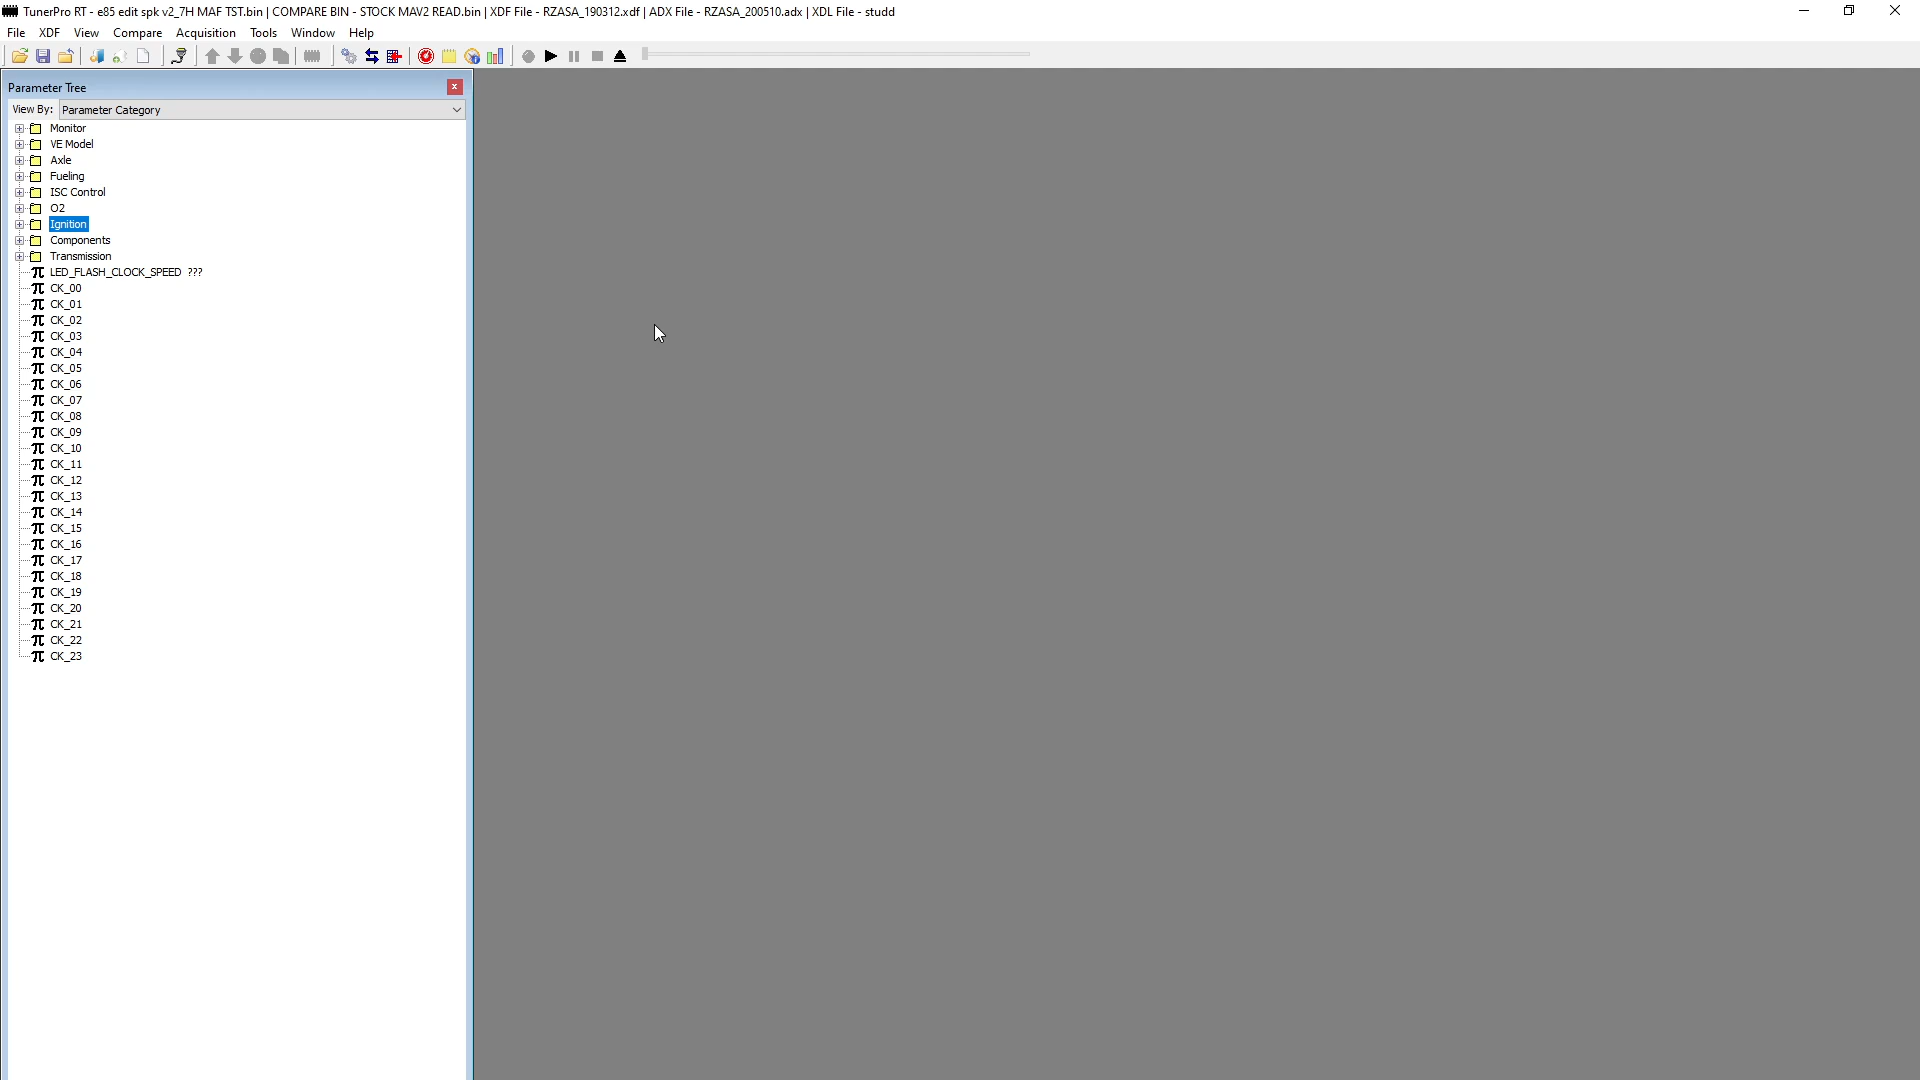 TunerPro RT - e85 edit spk v2_7H MAF TST.bin | COMPARE BIN - STOCK MAV2 READ.bin | XDF File - RZASA_190312.xdf | ADX File - RZASA_200510.adx | XDL File - studd
File XDF View Compare Acquisition Tools Window Help
Parameter Tree
View By: Parameter Category
Monitor
VE Model
Axle
Fueling
ISC Control
O2
Ignition
Components
Transmission
LED_FLASH_CLOCK_SPEED ???
CK_00
CK_01
CK_02
CK_03
CK_04
CK_05
CK_06
CK_07
CK_08
CK_09
CK_10
CK_11
CK_12
CK_13
CK_14
CK_15
CK_16
CK_17
CK_18
CK_19
CK_20
CK_21
CK_22
CK_23